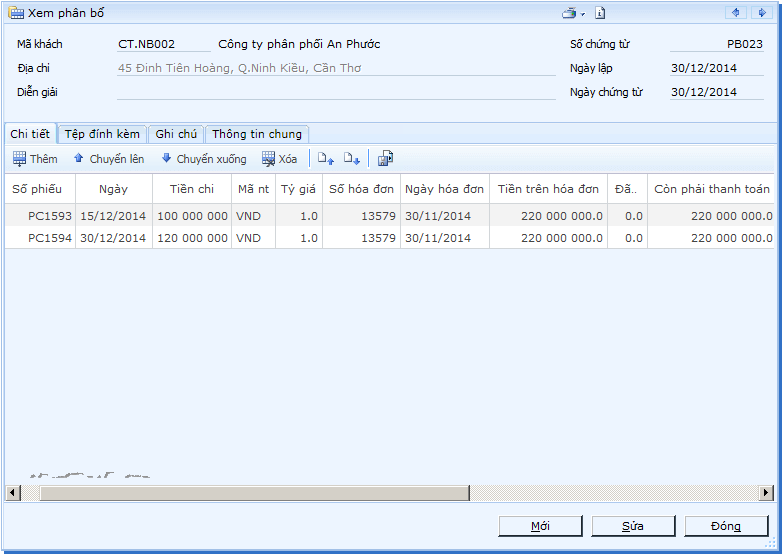 Xem phân bổ
Mã khách CT.NB002 Công ty phân phối An Phước Số chứng từ PB023
Địa chỉ 45 Đinh Tiên Hoàng, Q.Ninh Kiều, Cần Thơ Ngày lập 30/12/2014
Diễn giải Ngày chứng từ 30/12/2014
Chi tiết Tệp đính kèm Ghi chú Thông tin chung
Thêm Chuyển lên Chuyển xuống Xóa
Số phiếu Ngày Tiền chi Mã nt Tỷ giá Số hóa đơn Ngày hóa đơn Tiền trên hóa đơn Đã.. Còn phải thanh toán
PC1593 15/12/2014 100 000 000 VND 1.0 13579 30/11/2014 220 000 000.0 0.0 220 000 000.0
PC1594 30/12/2014 120 000 000 VND 1.0 13579 30/11/2014 220 000 000.0 0.0 220 000 000.0
Mới Sửa Đóng